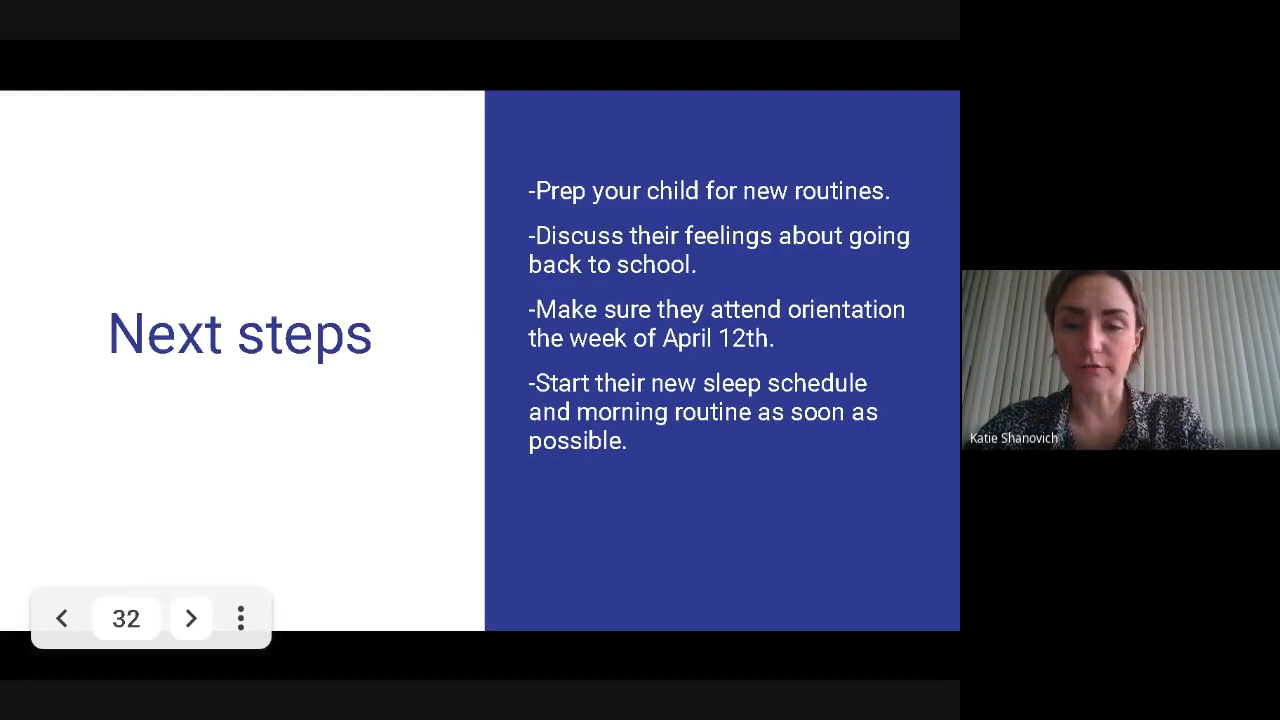 Next steps
-Prep your child for new routines.
-Discuss their feelings about going
back to school.
-Make sure they attend orientation
the week of April 12th.
-Start their new sleep schedule
and morning routine as soon as
possible.
32
Katie Shanovich